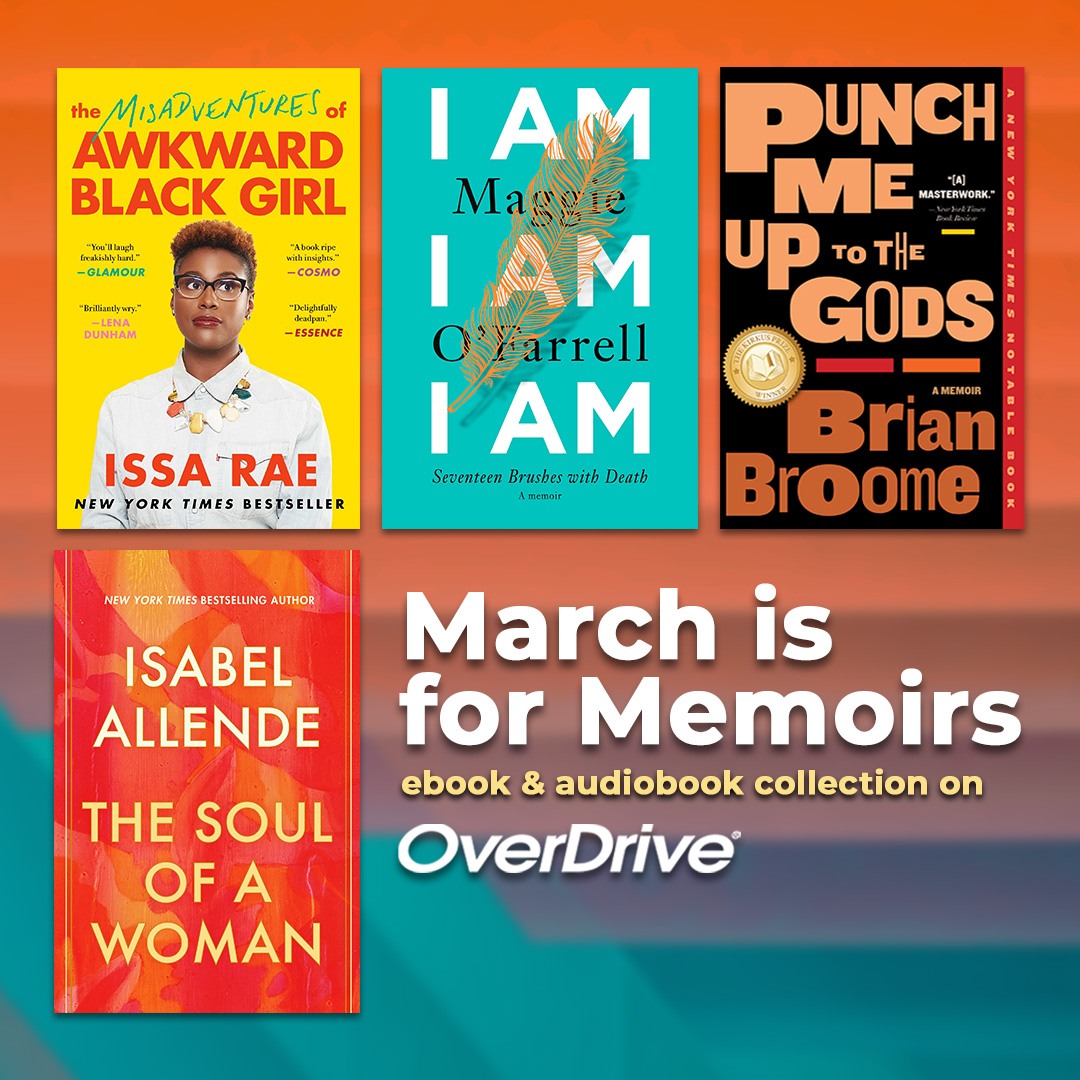 the MISADVENTURES of
AWKWARD
BLACK GIRL
"You'll laugh
freakishly hard."
—GLAMOUR
"A book ripe
with insights."
—COSMO
"Brilliantly wry."
—LENA
DUNHAM
"Delightfully
deadpan."
—ESSENCE
ISSA RAE
NEW YORK TIMES BESTSELLER
I AM
Maggie
I AM
O'Farrell
I AM
Seventeen Brushes with Death
A memoir
PUNCH
ME
"[A]
MASTERWORK."
—New York Times
Book Review
UP TO THE
GODS
THE KIRKUS PRIZE
WINNER
A MEMOIR
Brian
Broome
A NEW YORK TIMES NOTABLE BOOK
NEW YORK TIMES BESTSELLING AUTHOR
ISABEL
ALLENDE
THE SOUL
OF A
WOMAN
March is
for Memoirs
ebook & audiobook collection on
OverDrive®